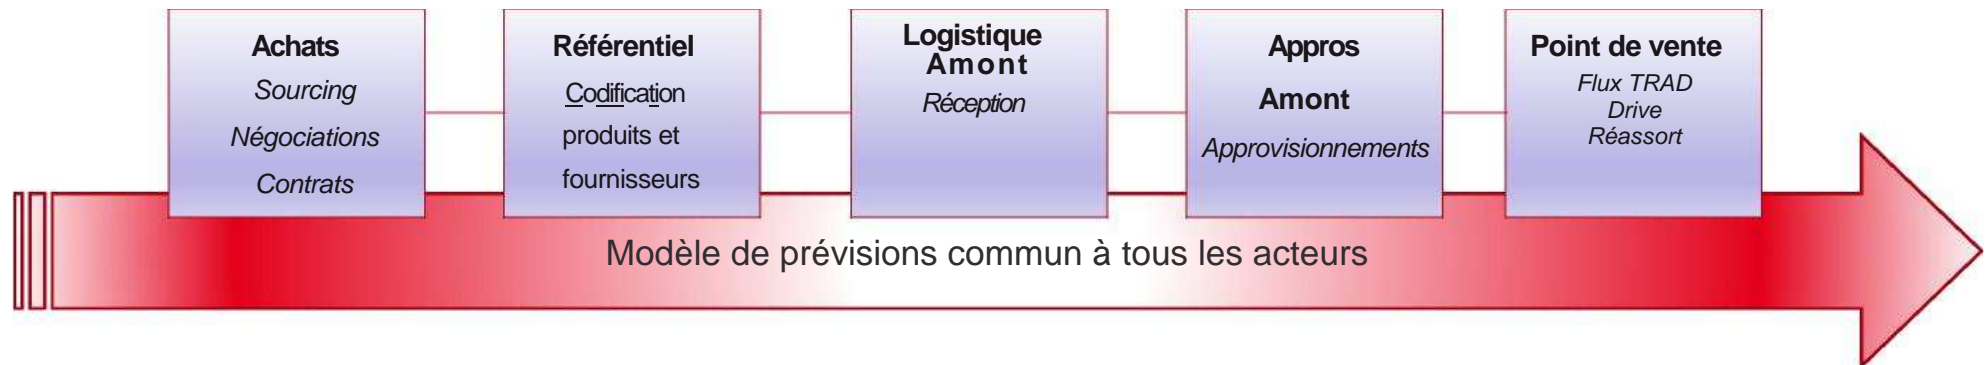 Achats
Sourcing
Négociations
Contrats
Référentiel
Codification
produits et
fournisseurs
Logistique
Amont
Réception
Appros
Amont
Approvisionnements
Point de vente
Flux TRAD
Drive
Réassort
Modèle de prévisions commun à tous les acteurs